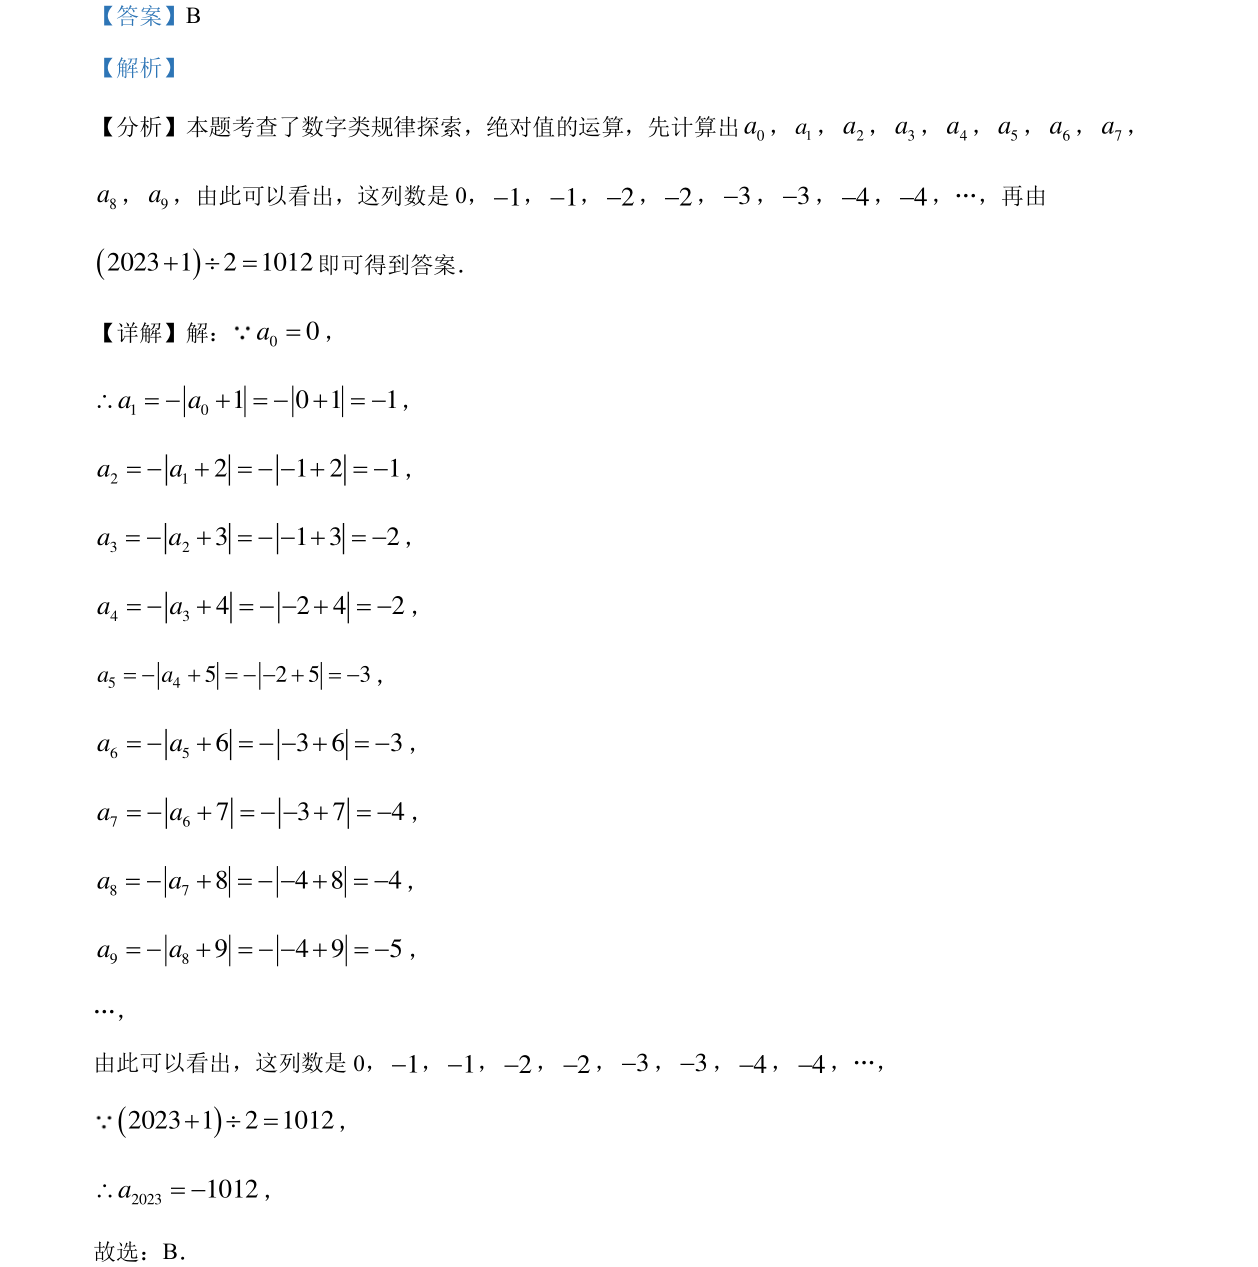 【答案】B
【解析】
【分析】本题考查了数字类规律探索，绝对值的运算，先计算出 a₀，a₁，a₂，a₃，a₄，a₅，a₆，a₇，
a₈，a₉，由此可以看出，这列数是 0，−1，−1，−2，−2，−3，−3，−4，−4，…，再由
(2023+1)÷2=1012 即可得到答案．
【详解】解：∵a₀=0，
∴a₁=−|a₀+1|=−|0+1|=−1，
a₂=−|a₁+2|=−|−1+2|=−1，
a₃=−|a₂+3|=−|−1+3|=−2，
a₄=−|a₃+4|=−|−2+4|=−2，
a₅=−|a₄+5|=−|−2+5|=−3，
a₆=−|a₅+6|=−|−3+6|=−3，
a₇=−|a₆+7|=−|−3+7|=−4，
a₈=−|a₇+8|=−|−4+8|=−4，
a₉=−|a₈+9|=−|−4+9|=−5，
…，
由此可以看出，这列数是 0，−1，−1，−2，−2，−3，−3，−4，−4，…，
∵(2023+1)÷2=1012，
∴a₂₀₂₃=−1012，
故选：B．